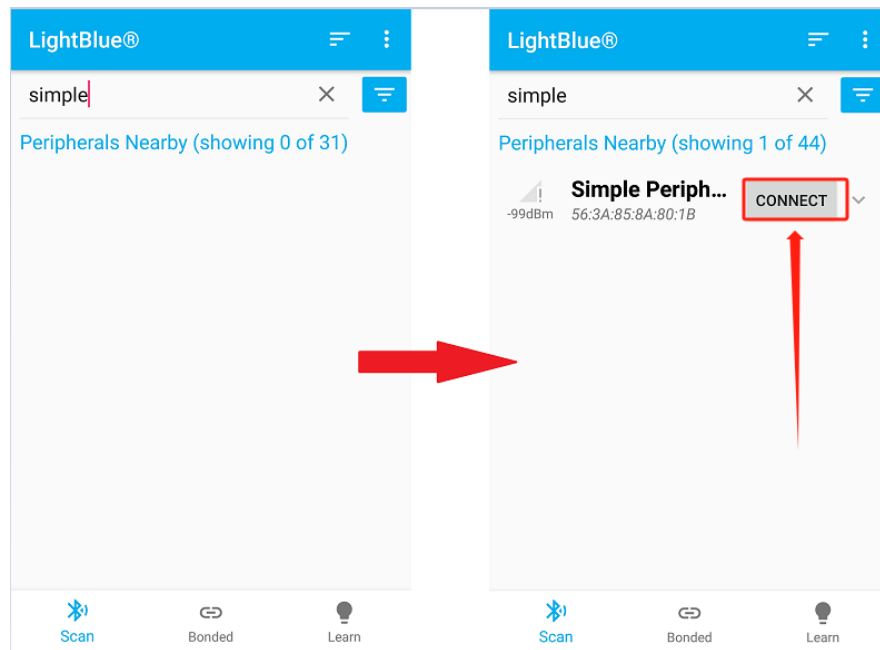 LightBlue®
simple
Peripherals Nearby (showing 0 of 31)
Scan
Bonded
Learn
LightBlue®
simple
Peripherals Nearby (showing 1 of 44)
Simple Periph...
CONNECT
-99dBm
56:3A:85:8A:80:1B
Scan
Bonded
Learn